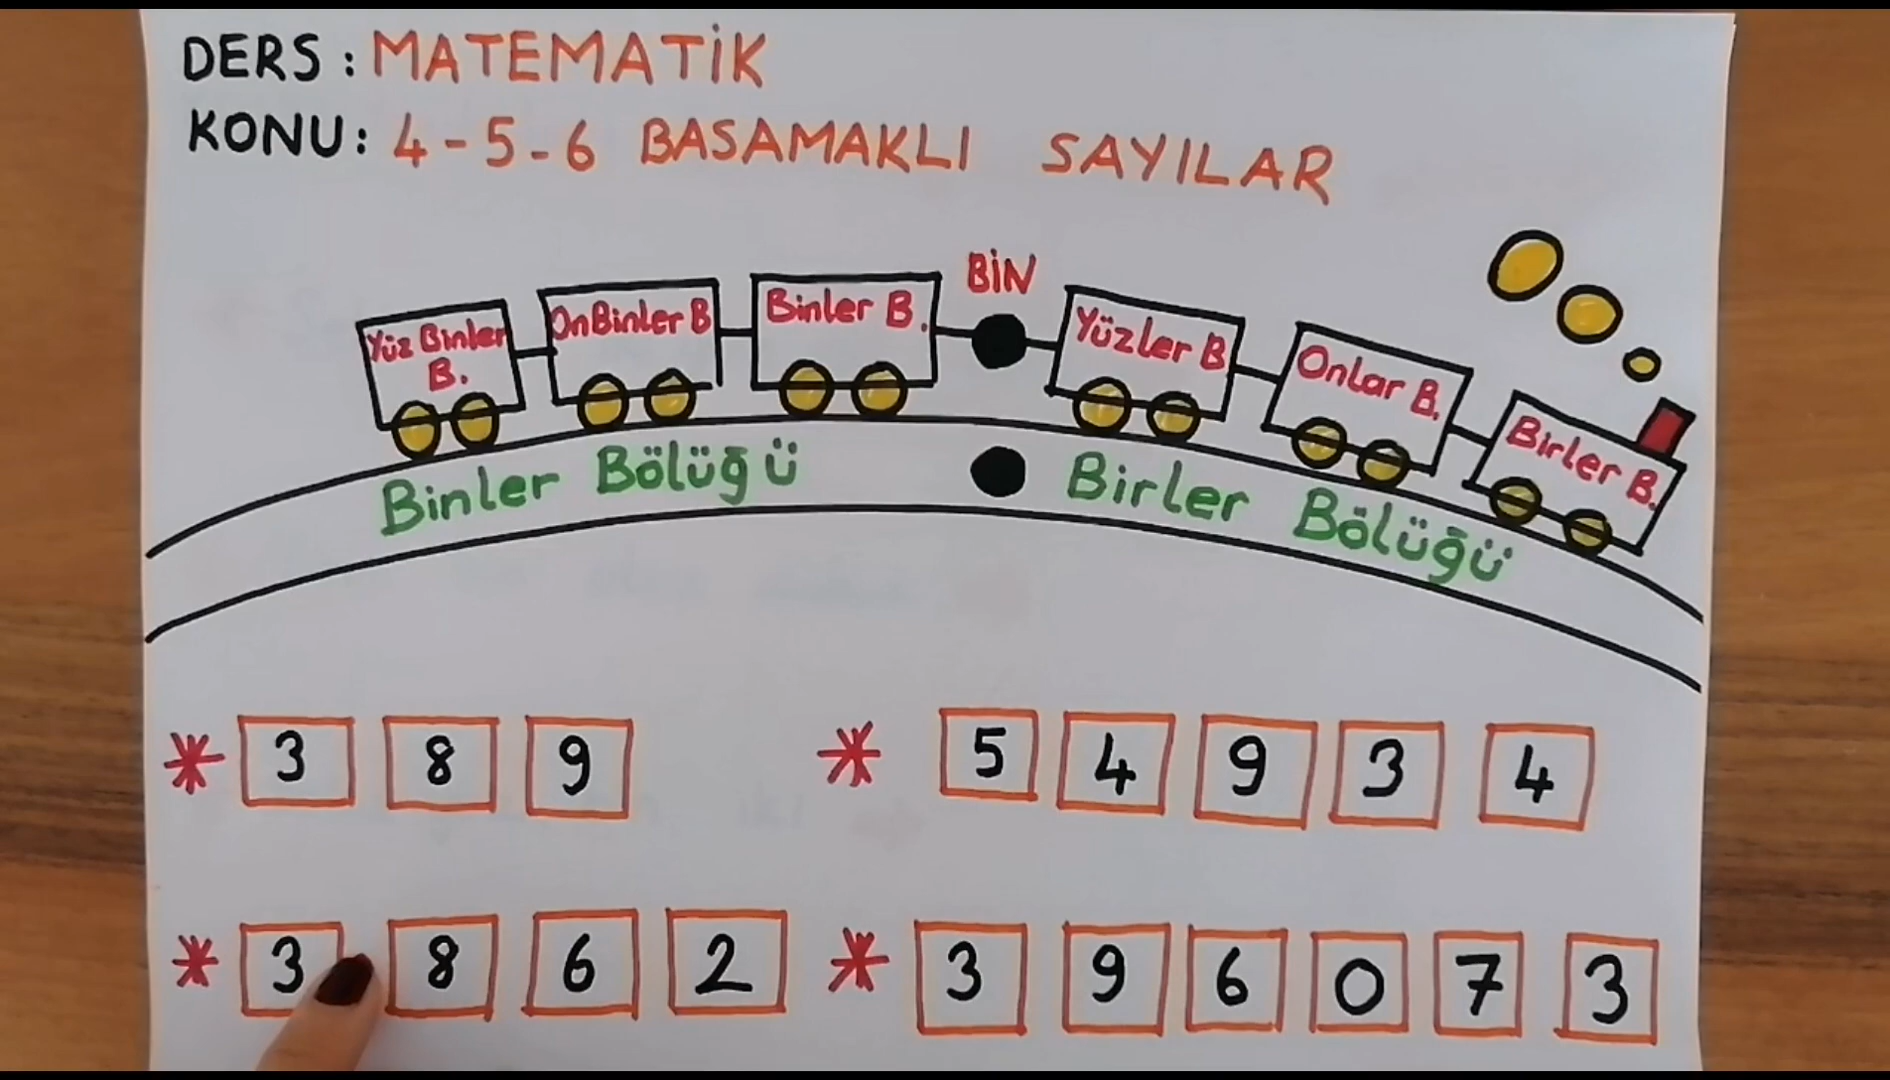 DERS : MATEMATİK
KONU: 4-5-6 BASAMAKLI SAYILAR
BİN
Yüz Binler B. OnBinler B Binler B. Yüzler B Onlar B. Birler B.
Binler Bölüğü Birler Bölüğü
* 3 8 9 * 5 4 9 3 4
* 3 8 6 2 * 3 9 6 0 7 3